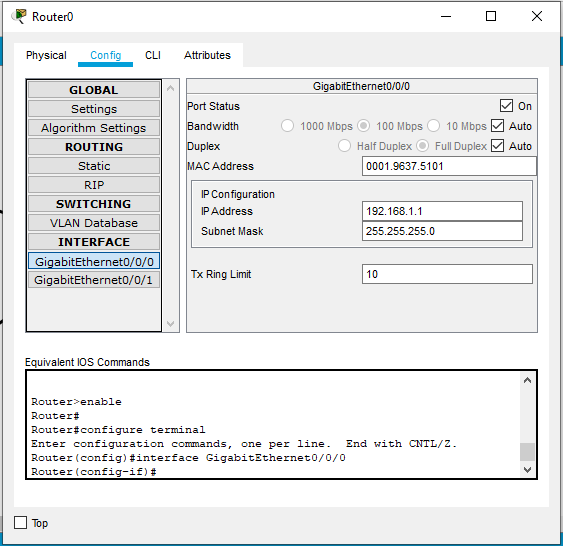 Router0
Physical Config CLI Attributes
GLOBAL
Settings
Algorithm Settings
ROUTING
Static
RIP
SWITCHING
VLAN Database
INTERFACE
GigabitEthernet0/0/0
GigabitEthernet0/0/1
GigabitEthernet0/0/0
Port Status On
Bandwidth 1000 Mbps 100 Mbps 10 Mbps Auto
Duplex Half Duplex Full Duplex Auto
MAC Address 0001.9637.5101
IP Configuration
IP Address 192.168.1.1
Subnet Mask 255.255.255.0
Tx Ring Limit 10
Equivalent IOS Commands
Router>enable
Router#
Router#configure terminal
Enter configuration commands, one per line. End with CNTL/Z.
Router(config)#interface GigabitEthernet0/0/0
Router(config-if)#
Top